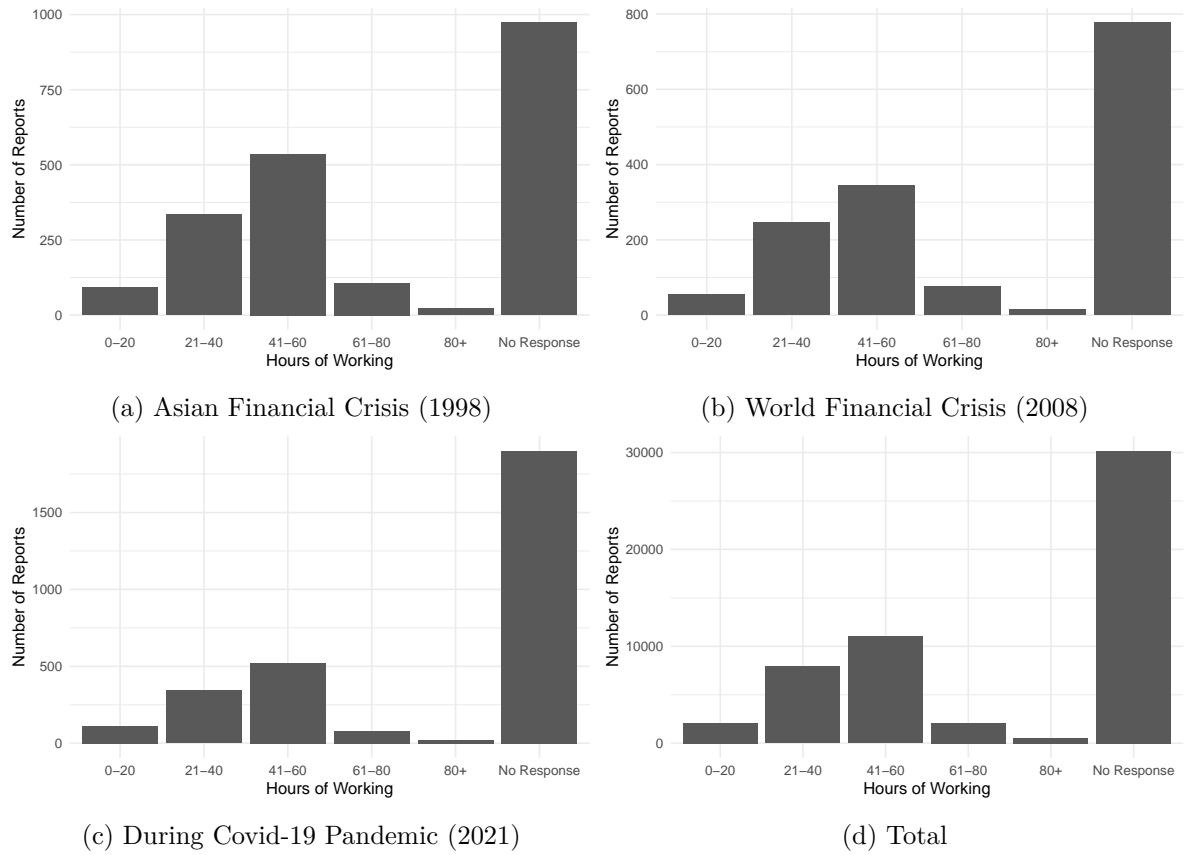 1000
750
500
250
0
Number of Reports
0–20 21–40 41–60 61–80 80+ No Response
Hours of Working
(a) Asian Financial Crisis (1998)
800
600
400
200
0
Number of Reports
0–20 21–40 41–60 61–80 80+ No Response
Hours of Working
(b) World Financial Crisis (2008)
1500
1000
500
0
Number of Reports
0–20 21–40 41–60 61–80 80+ No Response
Hours of Working
(c) During Covid-19 Pandemic (2021)
30000
20000
10000
0
Number of Reports
0–20 21–40 41–60 61–80 80+ No Response
Hours of Working
(d) Total